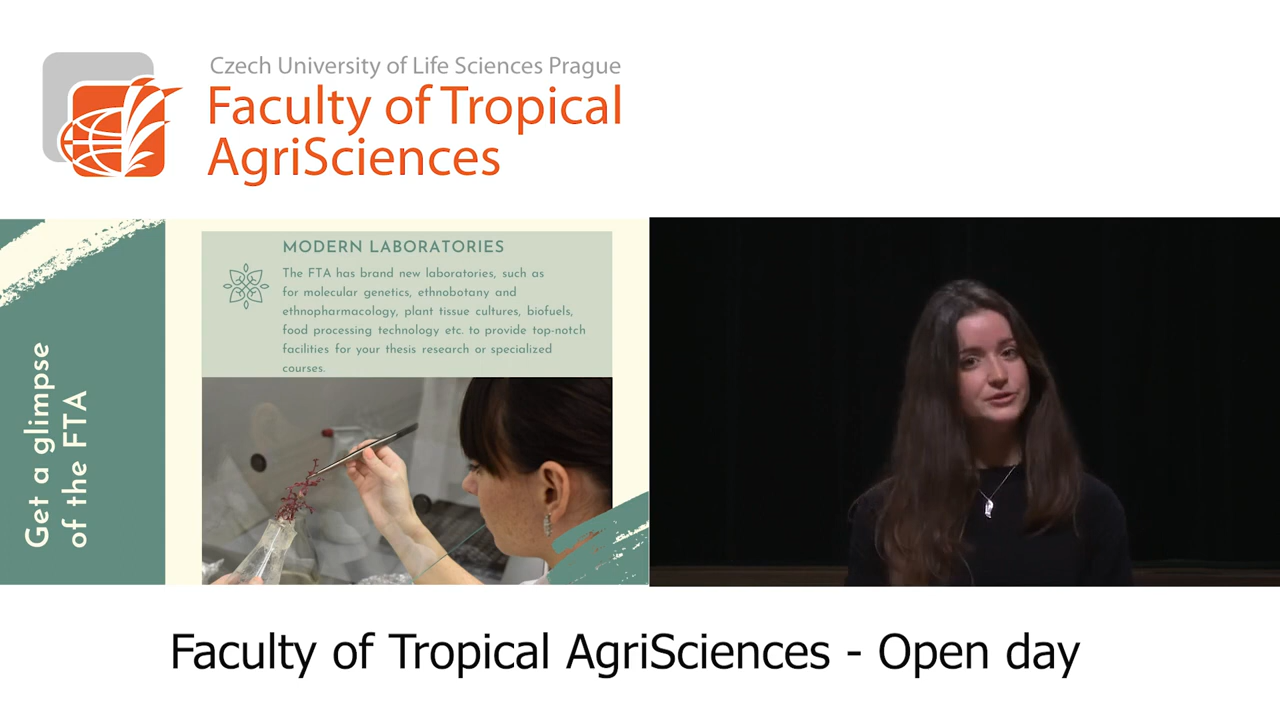 Czech University of Life Sciences Prague
Faculty of Tropical
AgriSciences
Get a glimpse
of the FTA
MODERN LABORATORIES
The FTA has brand new laboratories, such as
for molecular genetics, ethnobotany and
ethnopharmacology, plant tissue cultures, biofuels,
food processing technology etc. to provide top-notch
facilities for your thesis research or specialized
courses.
Faculty of Tropical AgriSciences - Open day